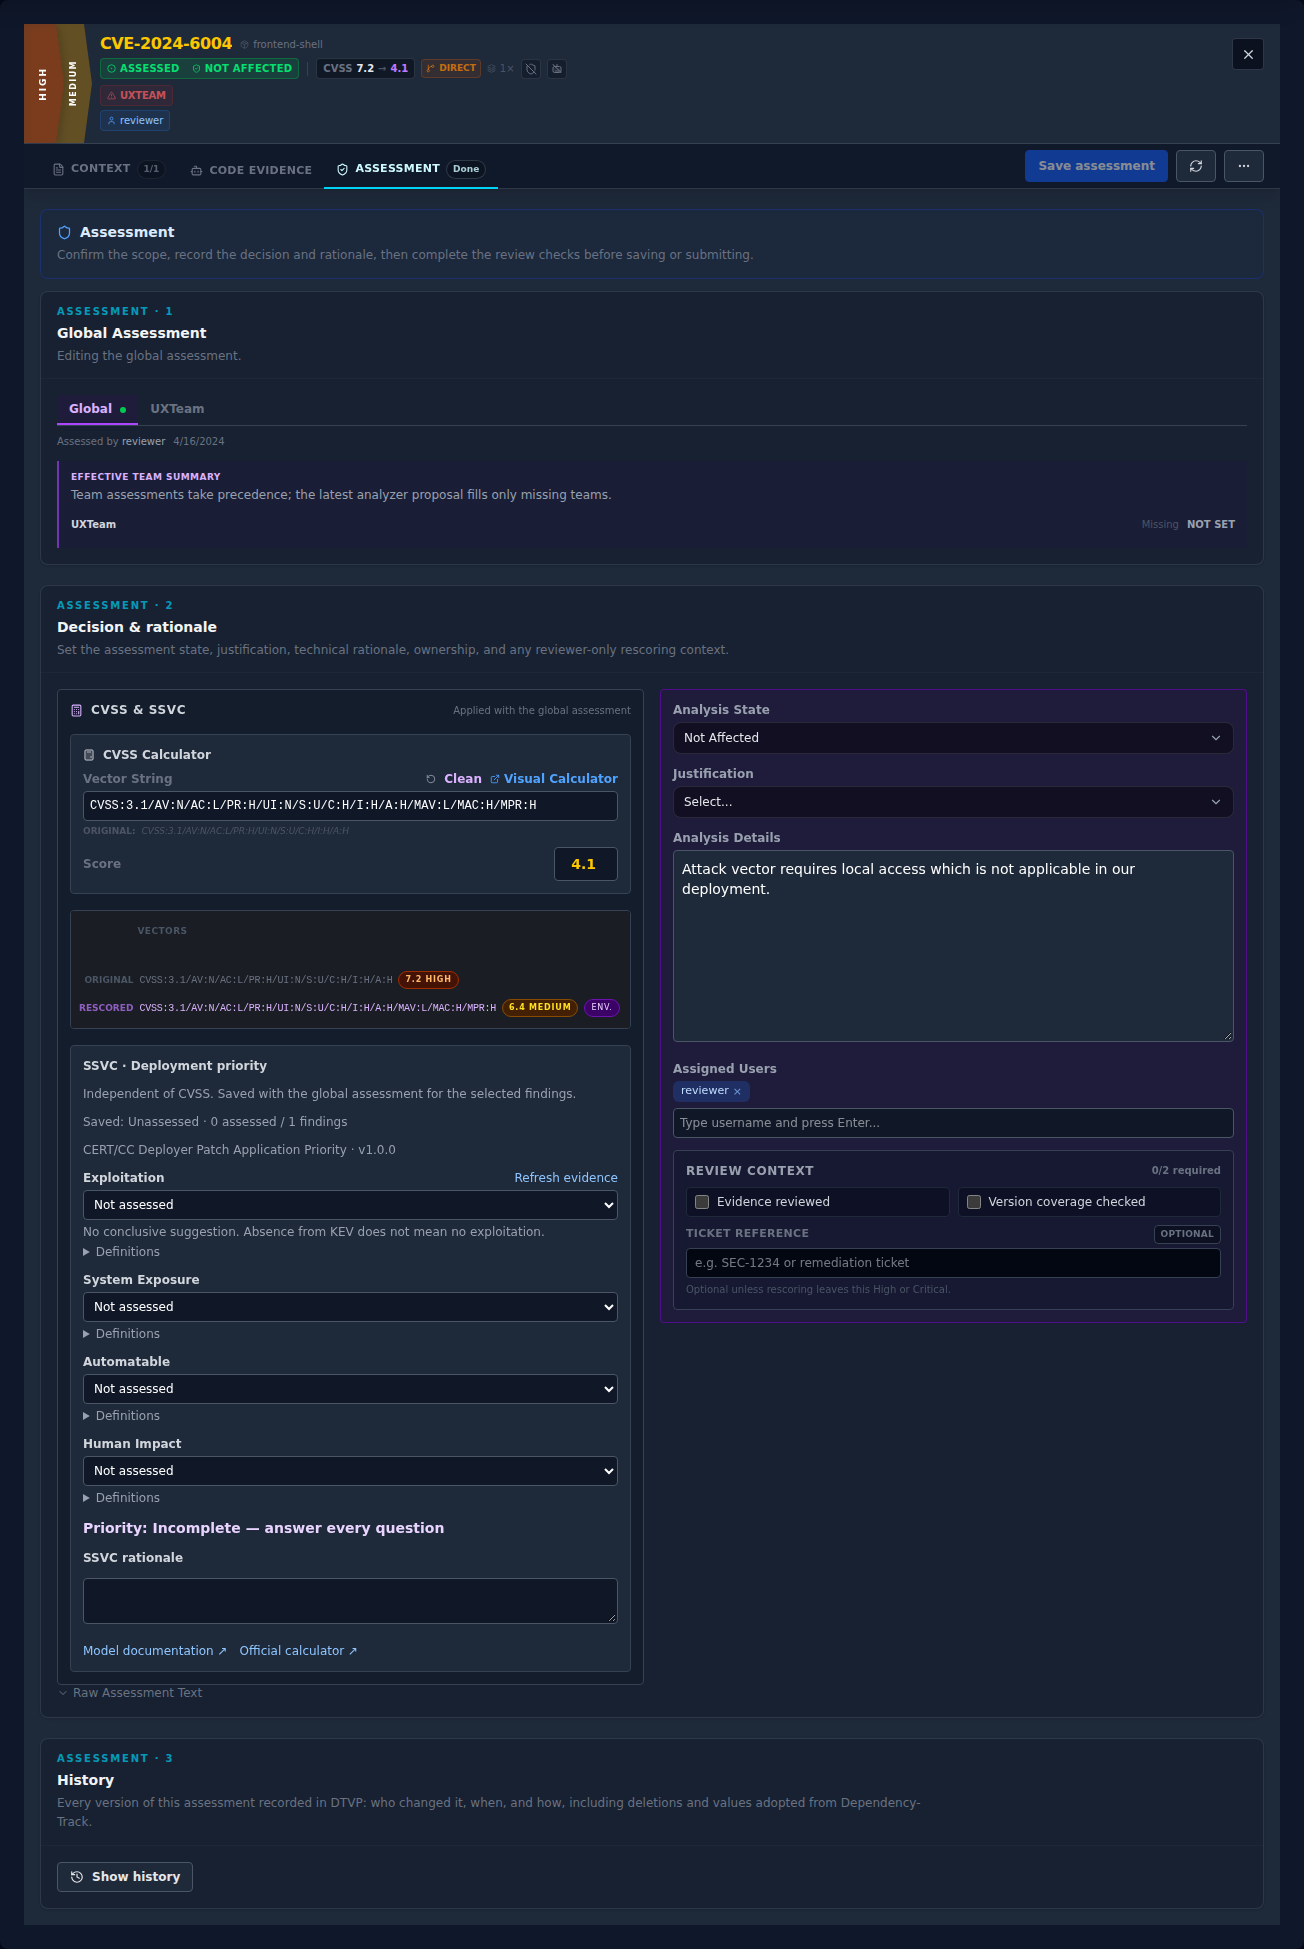 HIGH
MEDIUM
CVE-2024-6004 frontend-shell
ASSESSED NOT AFFECTED CVSS 7.2 → 4.1 DIRECT 1×
UXTEAM
reviewer
CONTEXT 1/1 CODE EVIDENCE ASSESSMENT Done Save assessment ...
Assessment
Confirm the scope, record the decision and rationale, then complete the review checks before saving or submitting.
ASSESSMENT · 1
Global Assessment
Editing the global assessment.
Global UXTeam
Assessed by reviewer 4/16/2024
EFFECTIVE TEAM SUMMARY
Team assessments take precedence; the latest analyzer proposal fills only missing teams.
UXTeam Missing NOT SET
ASSESSMENT · 2
Decision & rationale
Set the assessment state, justification, technical rationale, ownership, and any reviewer-only rescoring context.
CVSS & SSVC Applied with the global assessment
CVSS Calculator
Vector String Clean Visual Calculator
CVSS:3.1/AV:N/AC:L/PR:H/UI:N/S:U/C:H/I:H/A:H/MAV:L/MAC:H/MPR:H
ORIGINAL: CVSS:3.1/AV:N/AC:L/PR:H/UI:N/S:U/C:H/I:H/A:H
Score 4.1
VECTORS
ORIGINAL CVSS:3.1/AV:N/AC:L/PR:H/UI:N/S:U/C:H/I:H/A:H 7.2 HIGH
RESCORED CVSS:3.1/AV:N/AC:L/PR:H/UI:N/S:U/C:H/I:H/A:H/MAV:L/MAC:H/MPR:H 6.4 MEDIUM ENV.
SSVC · Deployment priority
Independent of CVSS. Saved with the global assessment for the selected findings.
Saved: Unassessed · 0 assessed / 1 findings
CERT/CC Deployer Patch Application Priority · v1.0.0
Exploitation Refresh evidence
Not assessed
No conclusive suggestion. Absence from KEV does not mean no exploitation.
Definitions
System Exposure
Not assessed
Definitions
Automatable
Not assessed
Definitions
Human Impact
Not assessed
Definitions
Priority: Incomplete — answer every question
SSVC rationale
Model documentation ↗ Official calculator ↗
Raw Assessment Text
Analysis State
Not Affected
Justification
Select...
Analysis Details
Attack vector requires local access which is not applicable in our
deployment.
Assigned Users
reviewer ×
Type username and press Enter...
REVIEW CONTEXT 0/2 required
Evidence reviewed Version coverage checked
TICKET REFERENCE OPTIONAL
e.g. SEC-1234 or remediation ticket
Optional unless rescoring leaves this High or Critical.
ASSESSMENT · 3
History
Every version of this assessment recorded in DTVP: who changed it, when, and how, including deletions and values adopted from Dependency-
Track.
Show history